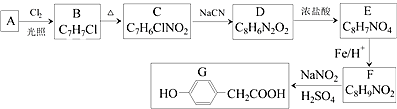 A Cl₂ 光照 B C₇H₇Cl △ C C₇H₆ClNO₂ NaCN D C₈H₆N₂O₂ 浓盐酸 E C₈H₇NO₄
Fe/H⁺
G HO CH₂COOH NaNO₂ H₂SO₄ F C₈H₉NO₂